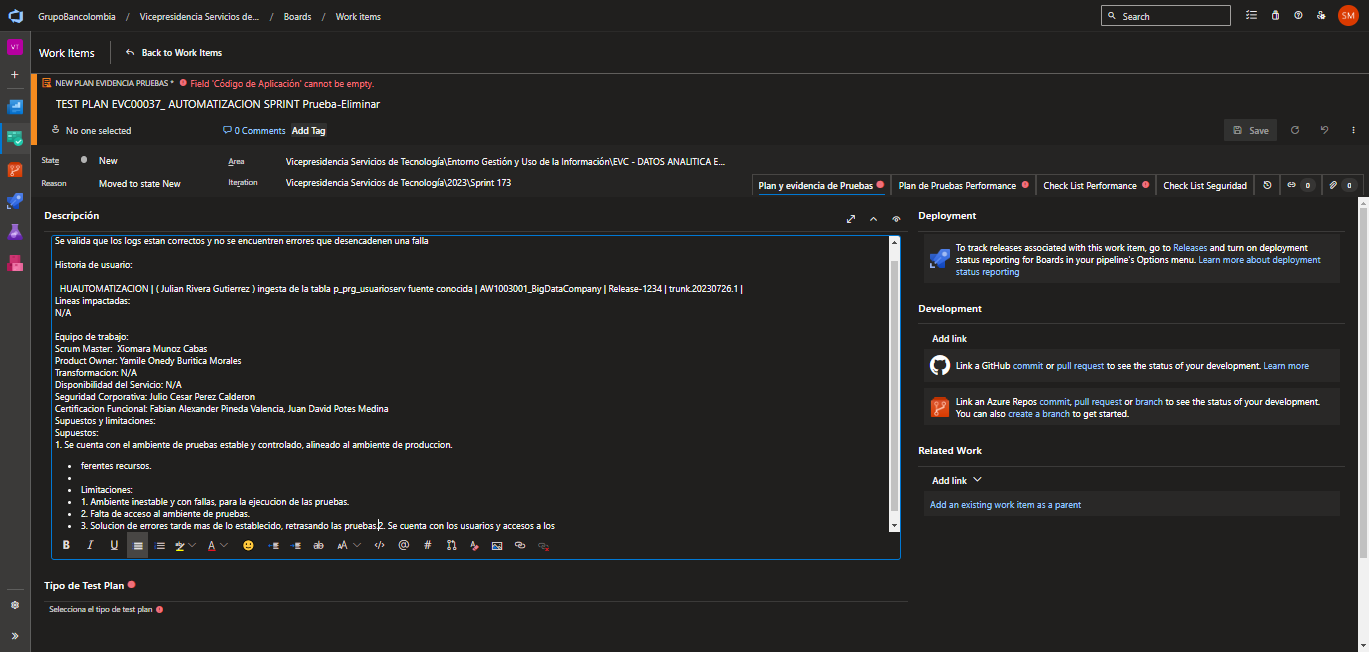 GrupoBancolombia / Vicepresidencia Servicios de... / Boards / Work items
Search
SM
VT
Work Items
Back to Work Items
NEW PLAN EVIDENCIA PRUEBAS * Field 'Código de Aplicación' cannot be empty.
TEST PLAN EVC00037_ AUTOMATIZACION SPRINT Prueba-Eliminar
No one selected
0 Comments
Add Tag
Save
State
New
Area
Vicepresidencia Servicios de Tecnología\Entorno Gestión y Uso de la Información\EVC - DATOS ANALITICA E...
Reason
Moved to state New
Iteration
Vicepresidencia Servicios de Tecnología\2023\Sprint 173
Plan y evidencia de Pruebas
Plan de Pruebas Performance
Check List Performance
Check List Seguridad
0
0
Descripción
Se valida que los logs estan correctos y no se encuentren errores que desencadenen una falla
Historia de usuario:
HUAUTOMATIZACION | ( Julian Rivera Gutierrez ) ingesta de la tabla p_prg_usuarioserv fuente conocida | AW1003001_BigDataCompany | Release-1234 | trunk.20230726.1 |
Lineas impactadas:
N/A
Equipo de trabajo:
Scrum Master: Xiomara Munoz Cabas
Product Owner: Yamile Onedy Buritica Morales
Transformacion: N/A
Disponibilidad del Servicio: N/A
Seguridad Corporativa: Julio Cesar Perez Calderon
Certificacion Funcional: Fabian Alexander Pineda Valencia, Juan David Potes Medina
Supuestos y limitaciones:
Supuestos:
1. Se cuenta con el ambiente de pruebas estable y controlado, alineado al ambiente de produccion.
• ferentes recursos.
•
• Limitaciones:
• 1. Ambiente inestable y con fallas, para la ejecucion de las pruebas.
• 2. Falta de acceso al ambiente de pruebas.
• 3. Solucion de errores tarde mas de lo establecido, retrasando las pruebas.2. Se cuenta con los usuarios y accesos a los
Tipo de Test Plan
Selecciona el tipo de test plan
Deployment
To track releases associated with this work item, go to Releases and turn on deployment
status reporting for Boards in your pipeline's Options menu. Learn more about deployment
status reporting
Development
Add link
Link a GitHub commit or pull request to see the status of your development. Learn more
Link an Azure Repos commit, pull request or branch to see the status of your development.
You can also create a branch to get started.
Related Work
Add link
Add an existing work item as a parent